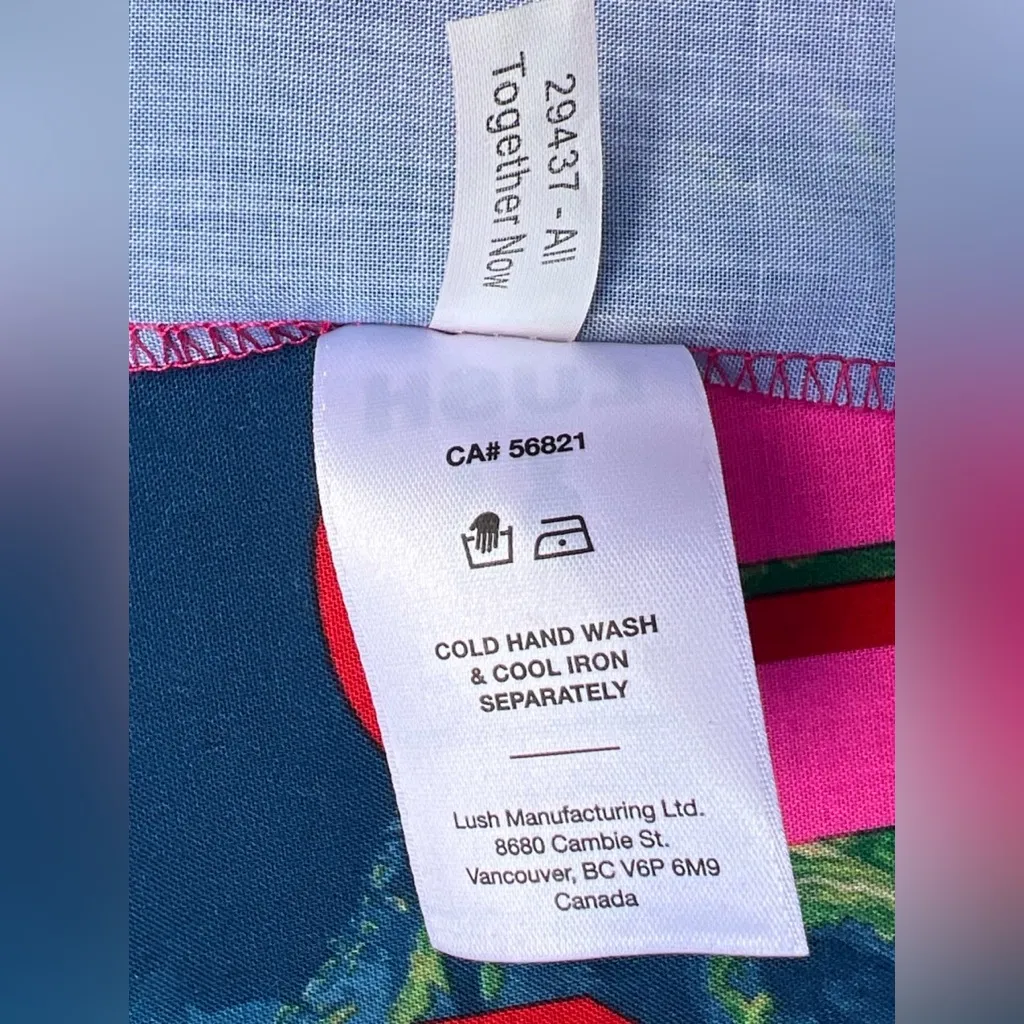 29437 - All
Together Now
LUSH
CA# 56821
COLD HAND WASH
& COOL IRON
SEPARATELY
Lush Manufacturing Ltd.
8680 Cambie St.
Vancouver, BC V6P 6M9
Canada